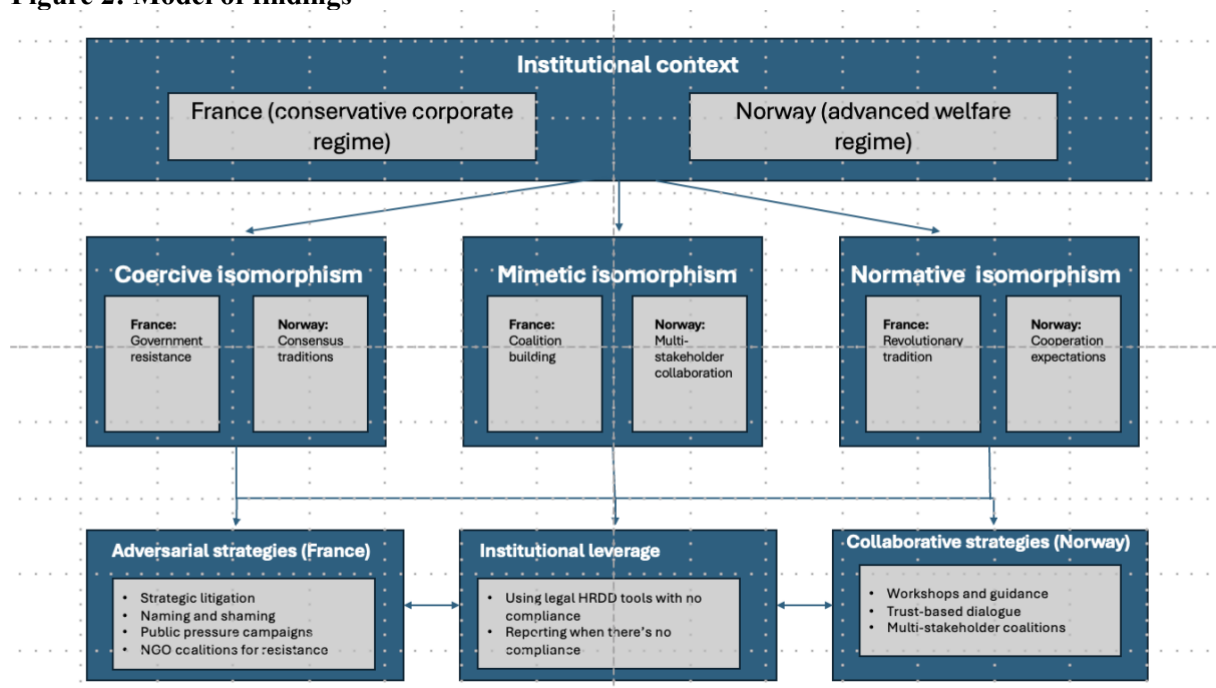 Figure 2: Model of findings
Institutional context
France (conservative corporate
regime)
Norway (advanced welfare
regime)
Coercive isomorphism
France:
Government
resistance
Norway:
Consensus
traditions
Mimetic isomorphism
France:
Coalition
building
Norway:
Multi-
stakeholder
collaboration
Normative isomorphism
France:
Revolutionary
tradition
Norway:
Cooperation
expectations
Adversarial strategies (France)
• Strategic litigation
• Naming and shaming
• Public pressure campaigns
• NGO coalitions for resistance
Institutional leverage
• Using legal HRDD tools with no
compliance
• Reporting when there's no
compliance
Collaborative strategies (Norway)
• Workshops and guidance
• Trust-based dialogue
• Multi-stakeholder coalitions